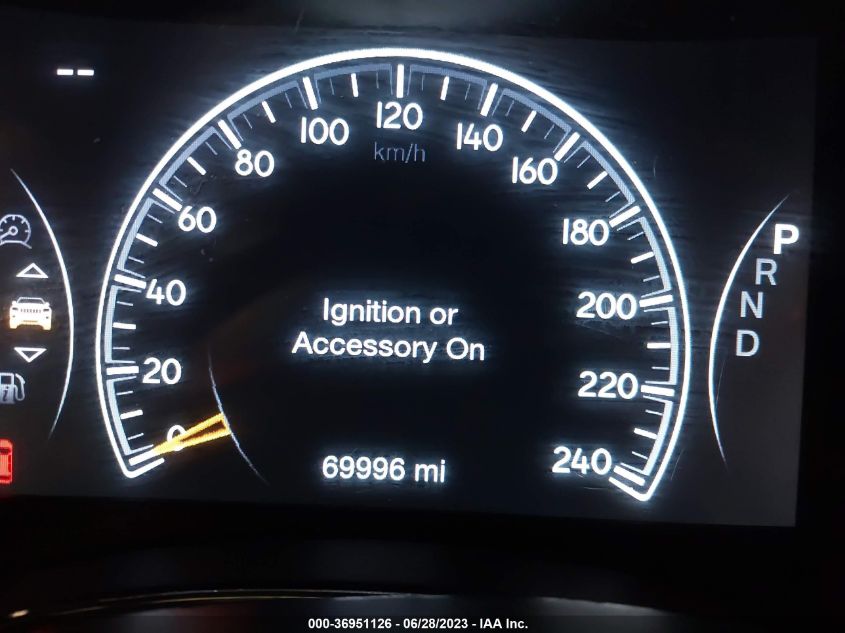 --
120
100
140
km/h
80
160
60
180
P
R
40
Ignition or
200
N
Accessory On
D
20
220
0
69996 mi
240
000-36951126 - 06/28/2023 - IAA Inc.